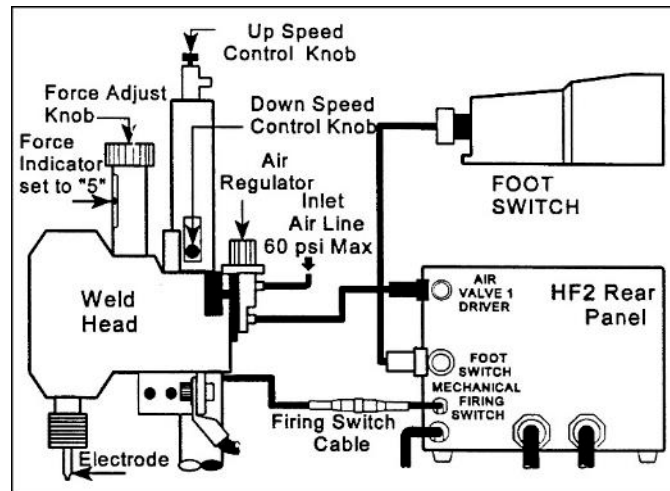 Up Speed
Control Knob
Force Adjust
Knob
Down Speed
Control Knob
Force
Indicator
set to "5"
Air
Regulator
Inlet
Air Line
60 psi Max
FOOT
SWITCH
Weld
Head
AIR
VALVE 1
DRIVER
HF2 Rear
Panel
FOOT
SWITCH
MECHANICAL
FIRING
SWITCH
Firing Switch
Cable
Electrode